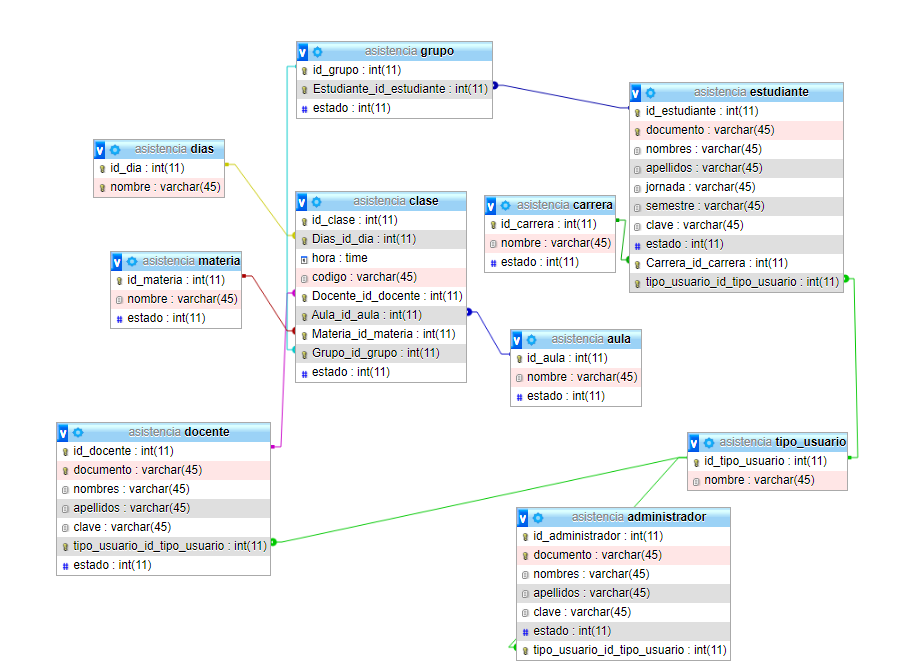 asistencia grupo
id_grupo : int(11)
Estudiante_id_estudiante : int(11)
estado : int(11)
asistencia estudiante
id_estudiante : int(11)
documento : varchar(45)
nombres : varchar(45)
apellidos : varchar(45)
jornada : varchar(45)
semestre : varchar(45)
clave : varchar(45)
estado : int(11)
Carrera_id_carrera : int(11)
tipo_usuario_id_tipo_usuario : int(11)
asistencia dias
id_dia : int(11)
nombre : varchar(45)
asistencia clase
id_clase : int(11)
Dias_id_dia : int(11)
hora : time
codigo : varchar(45)
Docente_id_docente : int(11)
Aula_id_aula : int(11)
Materia_id_materia : int(11)
Grupo_id_grupo : int(11)
estado : int(11)
asistencia carrera
id_carrera : int(11)
nombre : varchar(45)
estado : int(11)
asistencia materia
id_materia : int(11)
nombre : varchar(45)
estado : int(11)
asistencia aula
id_aula : int(11)
nombre : varchar(45)
estado : int(11)
asistencia docente
id_docente : int(11)
documento : varchar(45)
nombres : varchar(45)
apellidos : varchar(45)
clave : varchar(45)
tipo_usuario_id_tipo_usuario : int(11)
estado : int(11)
asistencia tipo_usuario
id_tipo_usuario : int(11)
nombre : varchar(45)
asistencia administrador
id_administrador : int(11)
documento : varchar(45)
nombres : varchar(45)
apellidos : varchar(45)
clave : varchar(45)
estado : int(11)
tipo_usuario_id_tipo_usuario : int(11)